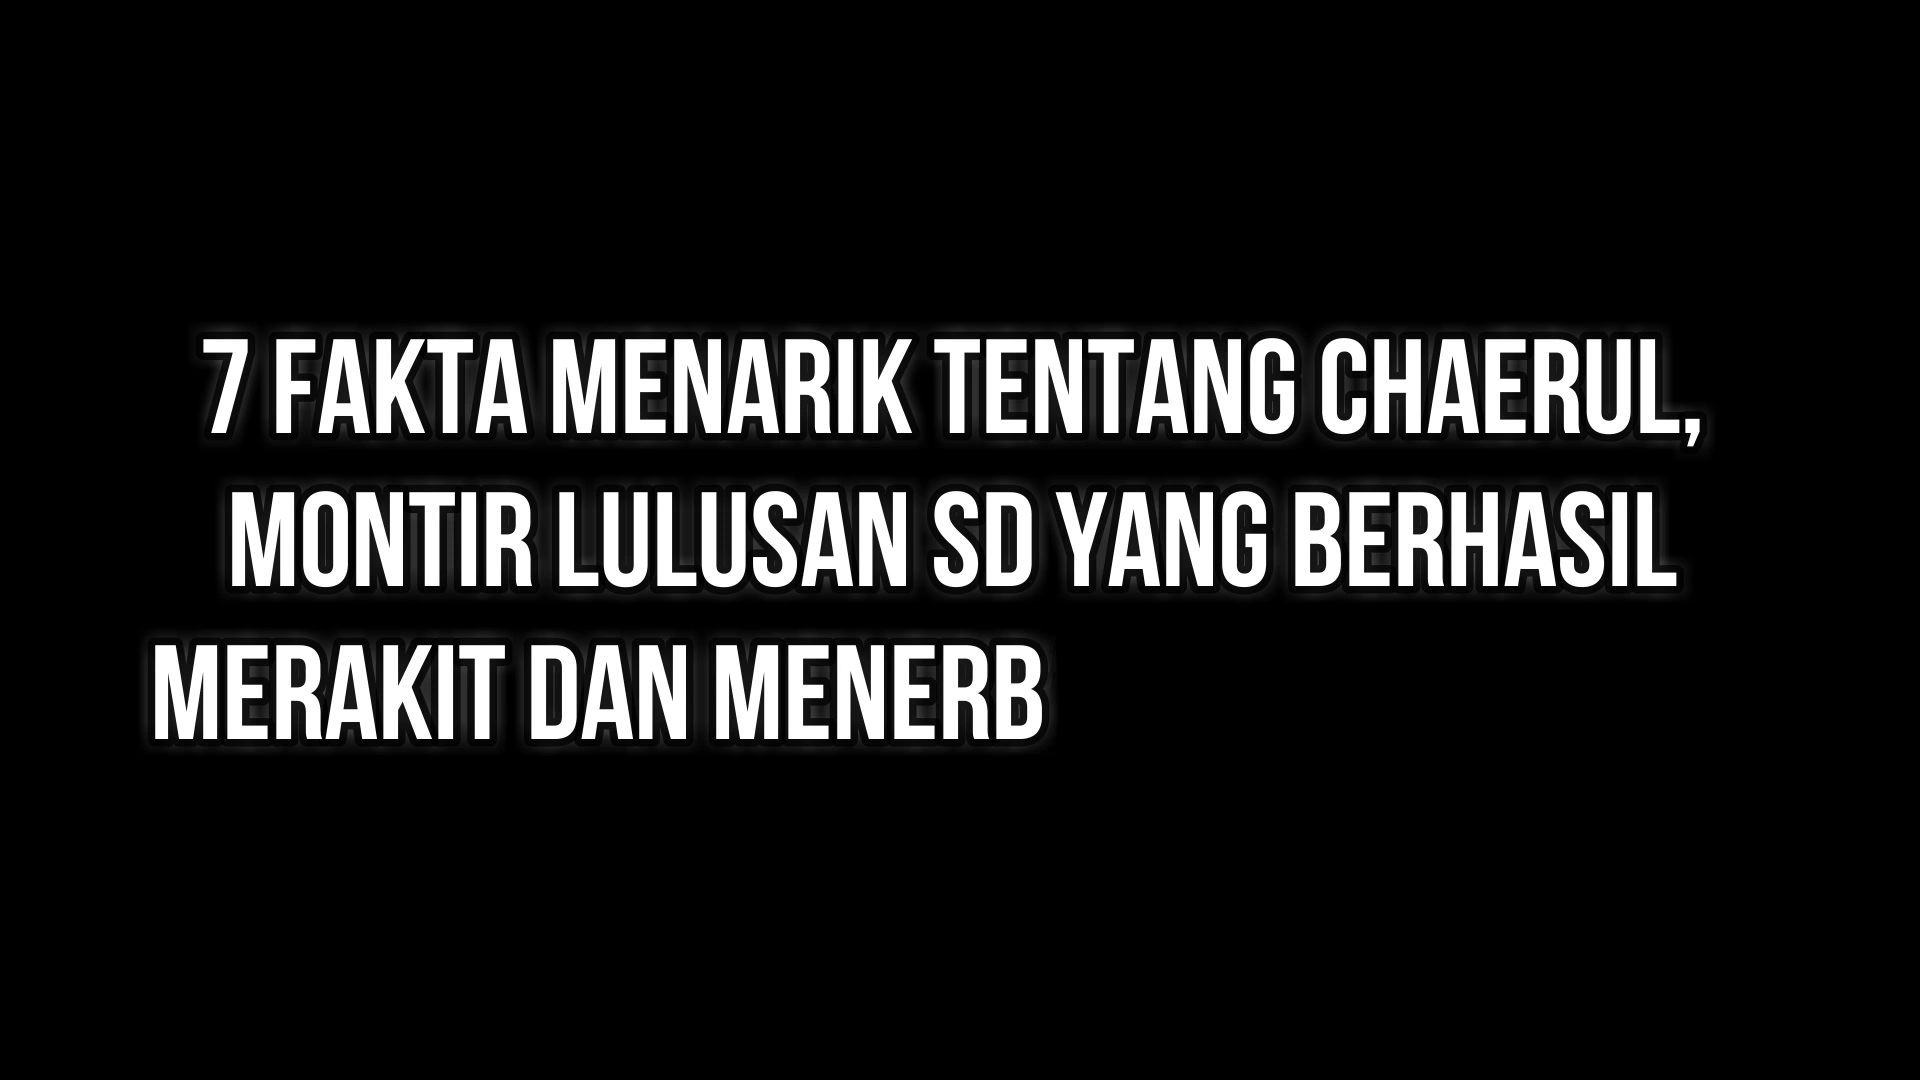 7 FAKTA MENARIK TENTANG CHAERUL,
MONTIR LULUSAN SD YANG BERHASIL
MERAKIT DAN MENERB